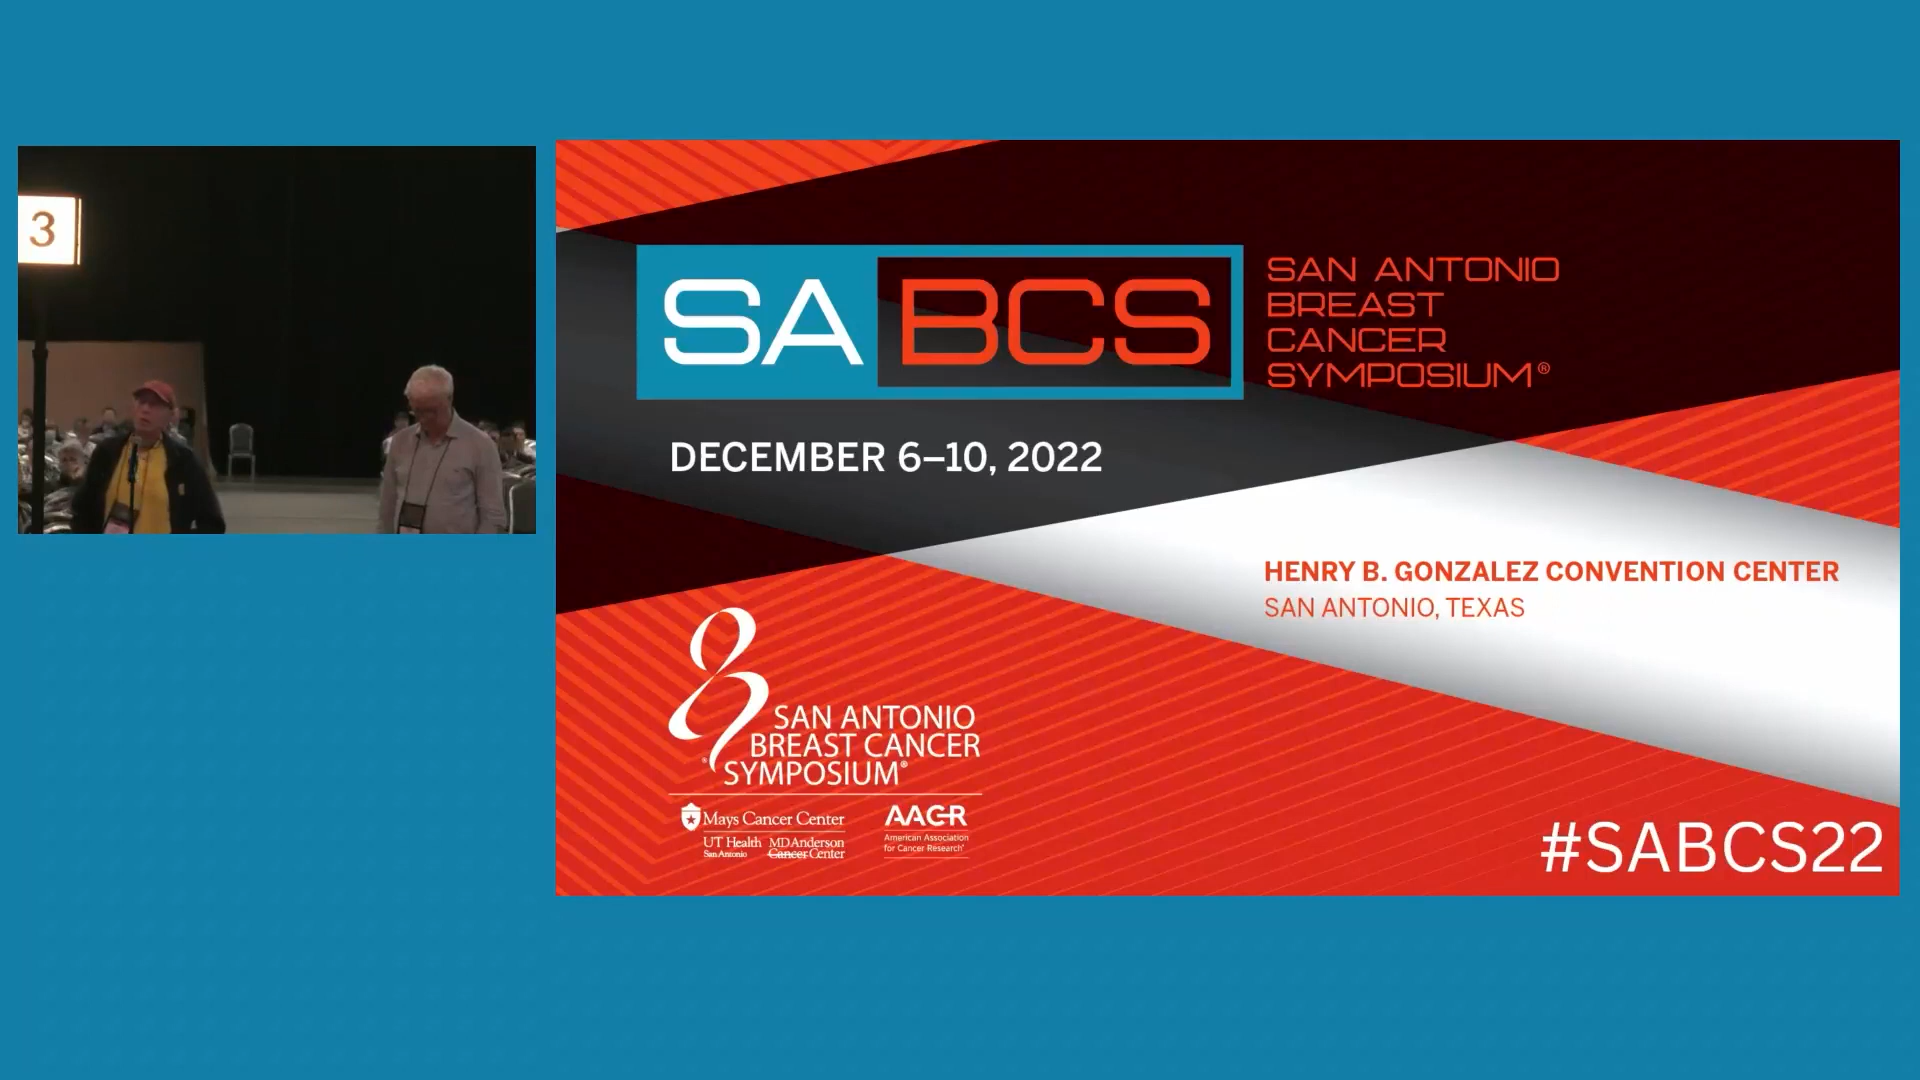 3
SA BCS
SAN ANTONIO
BREAST
CANCER
SYMPOSIUM®
DECEMBER 6–10, 2022
HENRY B. GONZALEZ CONVENTION CENTER
SAN ANTONIO, TEXAS
SAN ANTONIO
BREAST CANCER
SYMPOSIUM®
Mays Cancer Center
UT Health
San Antonio
MDAnderson
Cancer Center
AACR
American Association
for Cancer Research®
#SABCS22